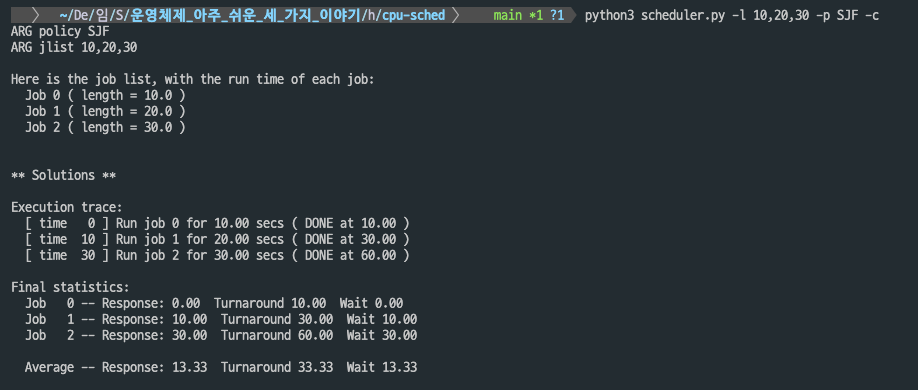 ~/De/임/S/운영체제_아주_쉬운_세_가지_이야기/h/cpu-sched main *1 ?1 python3 scheduler.py -l 10,20,30 -p SJF -c
ARG policy SJF
ARG jlist 10,20,30
Here is the job list, with the run time of each job:
Job 0 ( length = 10.0 )
Job 1 ( length = 20.0 )
Job 2 ( length = 30.0 )
** Solutions **
Execution trace:
[ time   0 ] Run job 0 for 10.00 secs ( DONE at 10.00 )
[ time  10 ] Run job 1 for 20.00 secs ( DONE at 30.00 )
[ time  30 ] Run job 2 for 30.00 secs ( DONE at 60.00 )
Final statistics:
Job   0 -- Response: 0.00  Turnaround 10.00  Wait 0.00
Job   1 -- Response: 10.00  Turnaround 30.00  Wait 10.00
Job   2 -- Response: 30.00  Turnaround 60.00  Wait 30.00
Average -- Response: 13.33  Turnaround 33.33  Wait 13.33